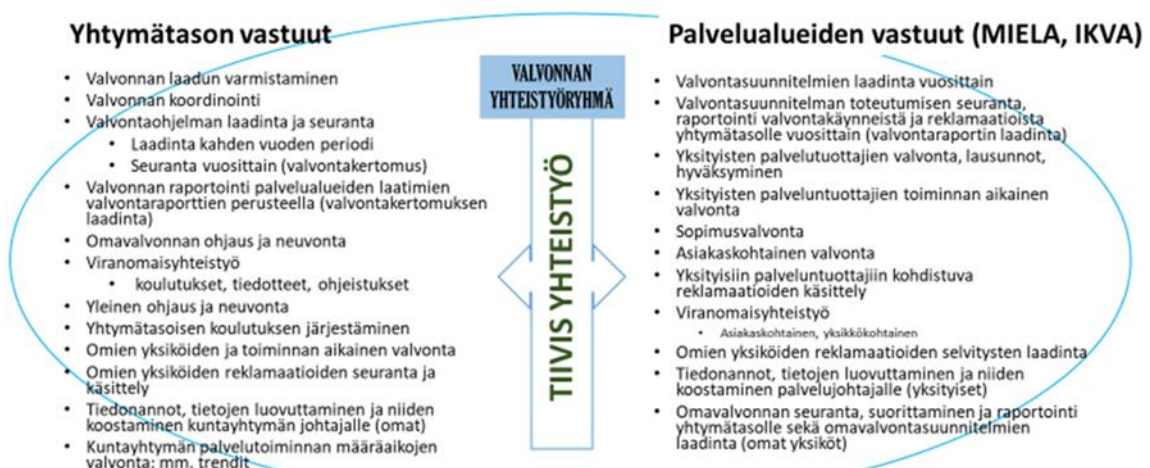 Yhtymätason vastuut
• Valvonnan laadun varmistaminen
• Valvonnan koordinointi
• Valvontaohjelman laadinta ja seuranta
• Laadinta kahden vuoden periodi
• Seuranta vuosittain (valvontakertomus)
• Valvonnan raportointi palvelualueiden laatimien
valvontaraporttien perusteella (valvontakertomuksen
laadinta)
• Omavalvonnan ohjaus ja neuvonta
• Viranomaisyhteistyö
• koulutukset, tiedotteet, ohjeistukset
• Yleinen ohjaus ja neuvonta
• Yhtymätasoisen koulutuksen järjestäminen
• Omien yksiköiden ja toiminnan aikainen valvonta
• Omien yksiköiden reklamaatioiden seuranta ja
käsittely
• Tiedonannot, tietojen luovuttaminen ja niiden
koostaminen kuntayhtymän johtajalle (omat)
• Kuntayhtymän palvelutoiminnan määräaikojen
valvonta: mm. trendit
VALVONNAN
YHTEISTYÖRYHMÄ
TIIVIS YHTEISTYÖ
Palvelualueiden vastuut (MIELA, IKVA)
• Valvontasuunnitelmien laadinta vuosittain
• Valvontasuunnitelman toteutumisen seuranta,
raportointi valvontakäynneistä ja reklamaatioista
yhtymätasolle vuosittain (valvontaraportin laadinta)
• Yksityisten palvelutuottajien valvonta, lausunnot,
hyväksyminen
• Yksityisten palveluntuottajien toiminnan aikainen
valvonta
• Sopimusvalvonta
• Asiakaskohtainen valvonta
• Yksityisiin palveluntuottajiin kohdistuva
reklamaatioiden käsittely
• Viranomaisyhteistyö
• Asiakaskohtainen, yksikkökohtainen
• Omien yksiköiden reklamaatioiden selvitysten laadinta
• Tiedonannot, tietojen luovuttaminen ja niiden
koostaminen palvelujohtajalle (yksityiset)
• Omavalvonnan seuranta, suorittaminen ja raportointi
yhtymätasolle sekä omavalvontasuunnitelmien
laadinta (omat yksiköt)